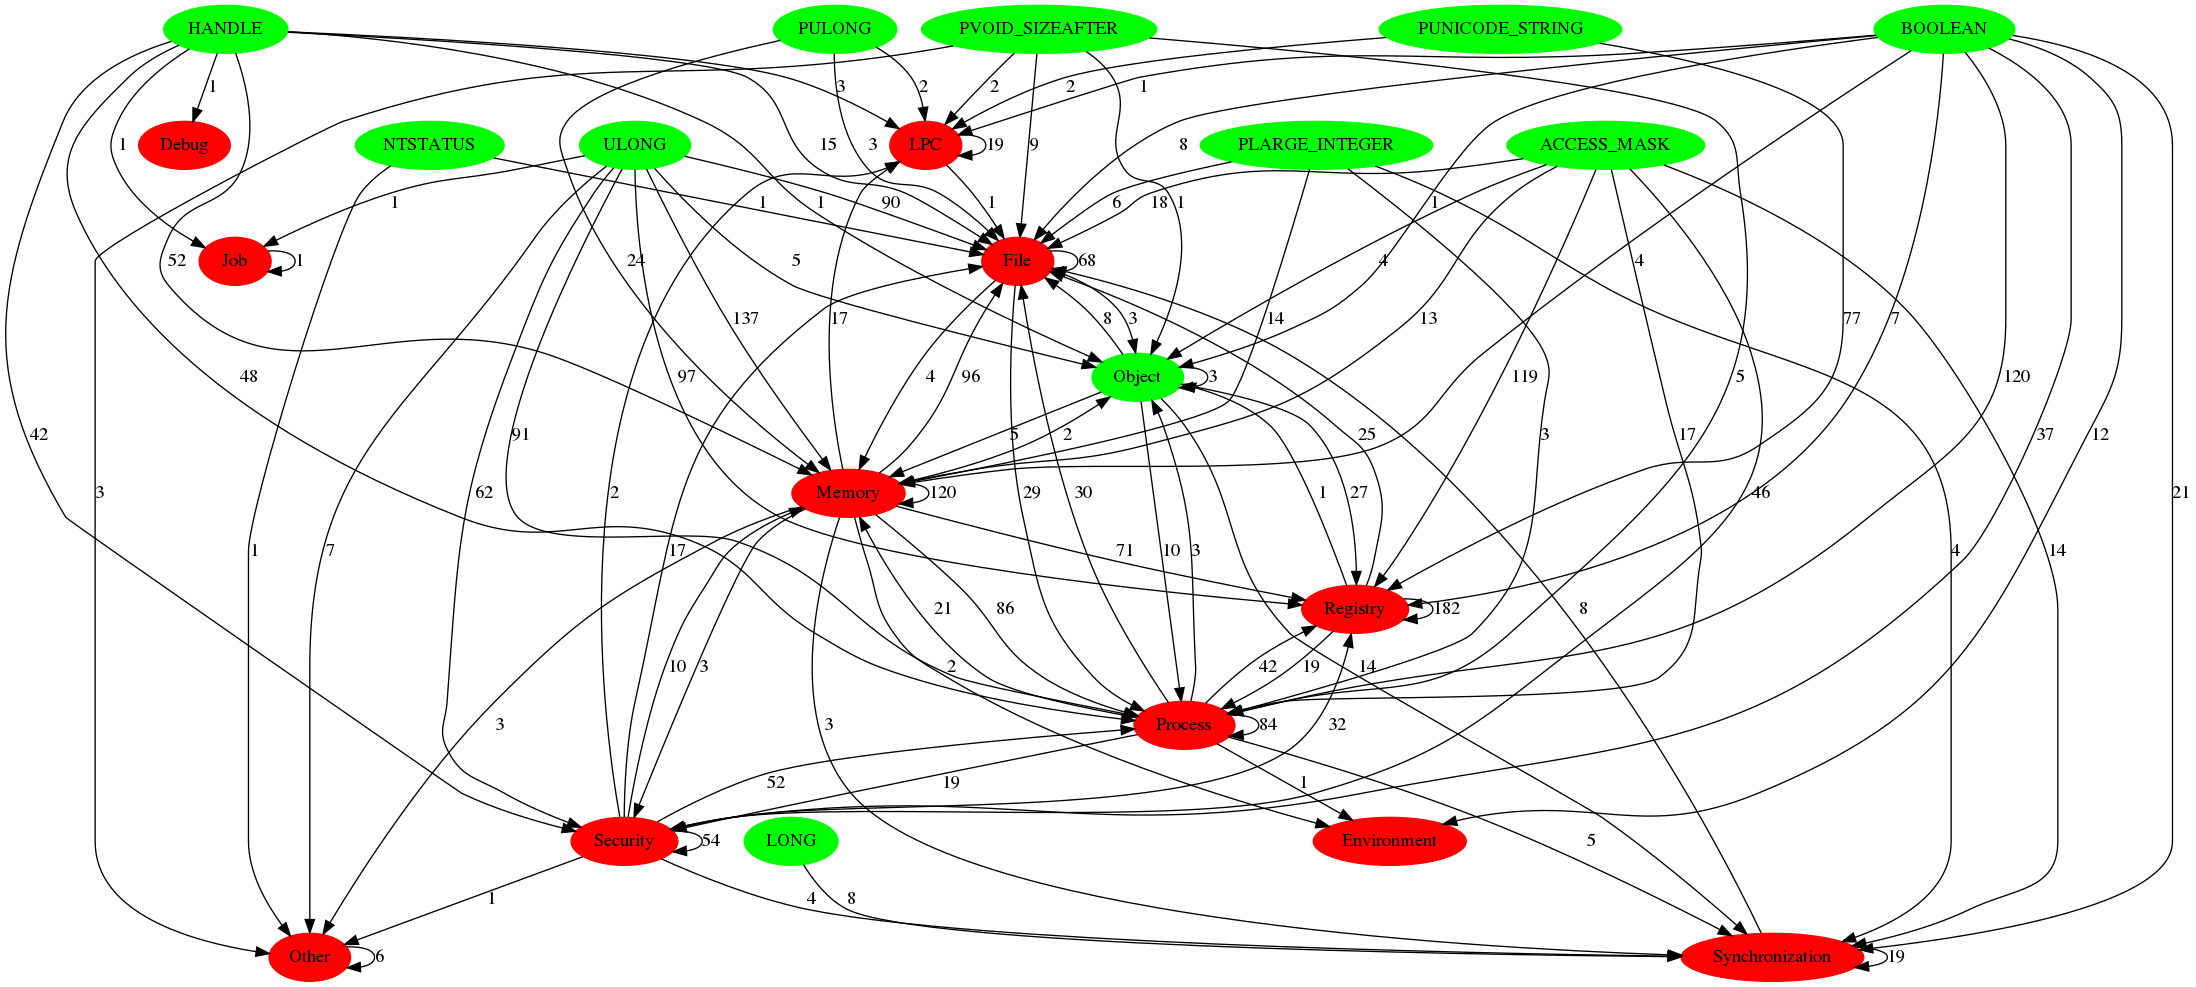 HANDLE PULONG PVOID_SIZEAFTER PUNICODE_STRING BOOLEAN
1 3 2 2 2 1
1 Debug NTSTATUS ULONG 15 3 LPC 19 9 8 PLARGE_INTEGER ACCESS_MASK
1 1 90 1 1 6 18 1
52 Job 1 24 5 File 68 4 4
137 17 8 3 14 13 77 7
48 97 4 96 Object 3 119 5 120
42 91 5 2 25 3 17 37 12
3 62 Memory 120 29 30 1 27 46 21
1 7 17 71 10 3 4 14
2 21 86 Registry 182 8
10 3 2 42 19 14
3 3 Process 84 32
52 19 1
Security 54 LONG Environment 5
1 4 8
Other 6 Synchronization 19